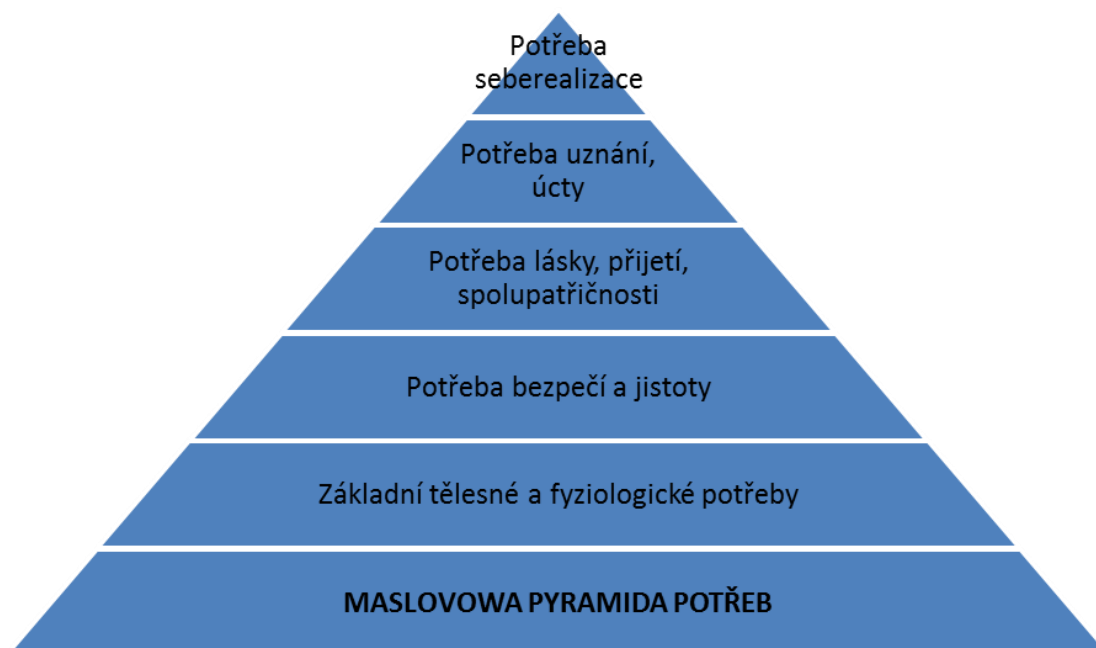 Potřeba
seberealizace
Potřeba uznání,
úcty
Potřeba lásky, přijetí,
spolupatřičnosti
Potřeba bezpečí a jistoty
Základní tělesné a fyziologické potřeby
MASLOVOWA PYRAMIDA POTŘEB